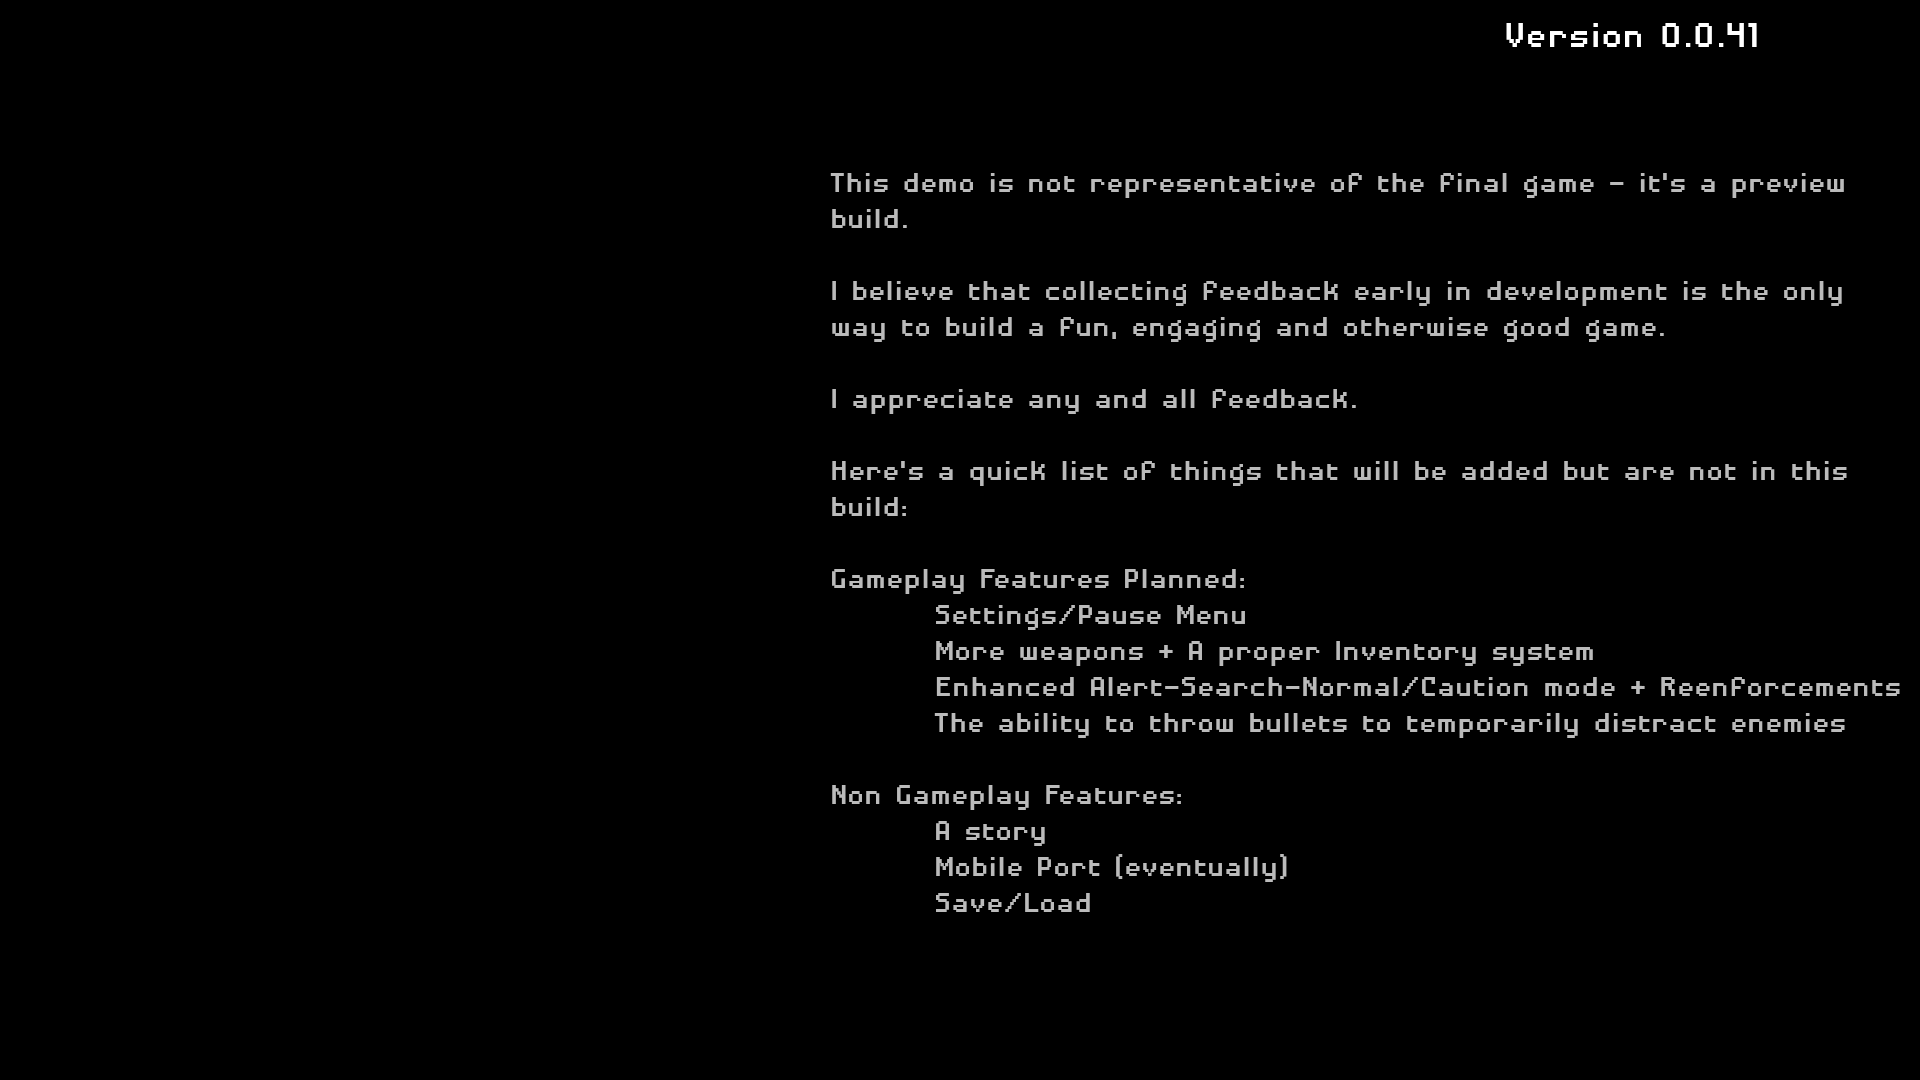 Version 0.0.41
This demo is not representative of the final game - it's a preview
build.
I believe that collecting feedback early in development is the only
way to build a fun, engaging and otherwise good game.
I appreciate any and all feedback.
Here's a quick list of things that will be added but are not in this
build:
Gameplay Features Planned:
Settings/Pause Menu
More weapons + A proper Inventory system
Enhanced Alert-Search-Normal/Caution mode + Reenforcements
The ability to throw bullets to temporarily distract enemies
Non Gameplay Features:
A story
Mobile Port (eventually)
Save/Load